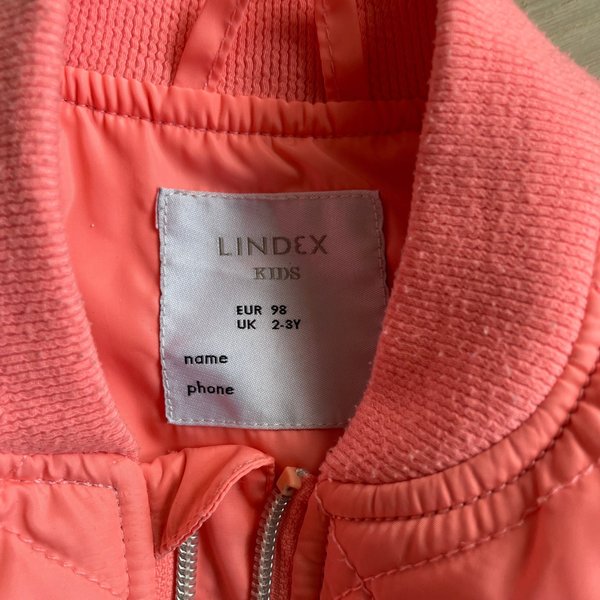 LINDEX
KIDS
EUR 98
UK 2-3Y
name
phone